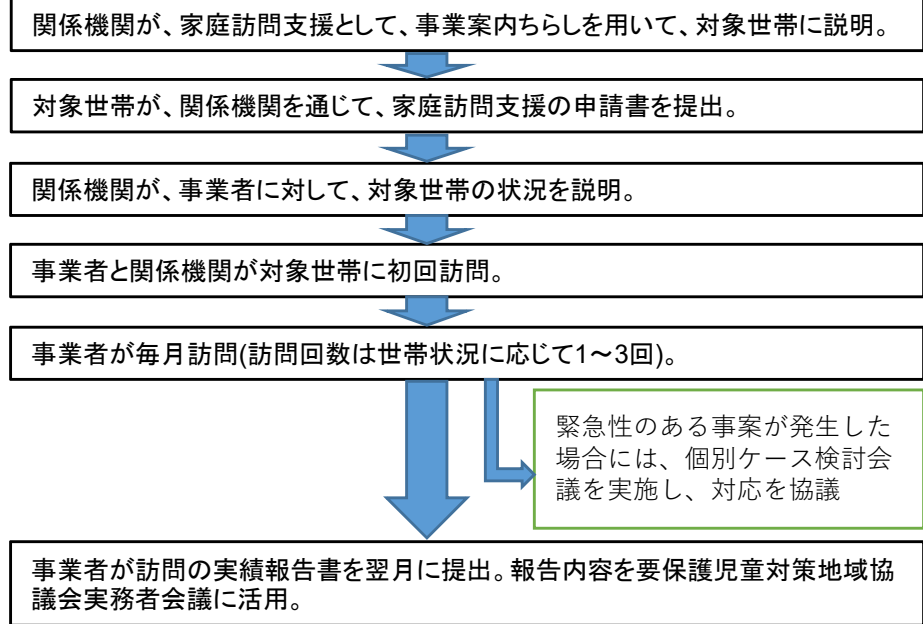 関係機関が、家庭訪問支援として、事業案内ちらしを用いて、対象世帯に説明。
対象世帯が、関係機関を通じて、家庭訪問支援の申請書を提出。
関係機関が、事業者に対して、対象世帯の状況を説明。
事業者と関係機関が対象世帯に初回訪問。
事業者が毎月訪問(訪問回数は世帯状況に応じて1～3回)。
緊急性のある事案が発生した
場合には、個別ケース検討会
議を実施し、対応を協議
事業者が訪問の実績報告書を翌月に提出。報告内容を要保護児童対策地域協
議会実務者会議に活用。